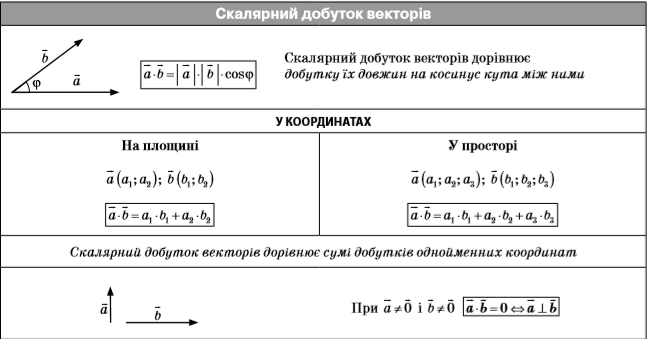 Скалярний добуток векторів
b⃗
a⃗
φ
a⃗·b⃗=|a⃗|·|b⃗|·cosφ
Скалярний добуток векторів дорівнює
добутку їх довжин на косинус кута між ними
У КООРДИНАТАХ
На площині
a⃗(a₁;a₂); b⃗(b₁;b₂)
a⃗·b⃗=a₁·b₁+a₂·b₂
У просторі
a⃗(a₁;a₂;a₃); b⃗(b₁;b₂;b₃)
a⃗·b⃗=a₁·b₁+a₂·b₂+a₃·b₃
Скалярний добуток векторів дорівнює сумі добутків однойменних координат
a⃗
b⃗
При a⃗≠0⃗ і b⃗≠0⃗ a⃗·b⃗=0⇔a⃗⊥b⃗